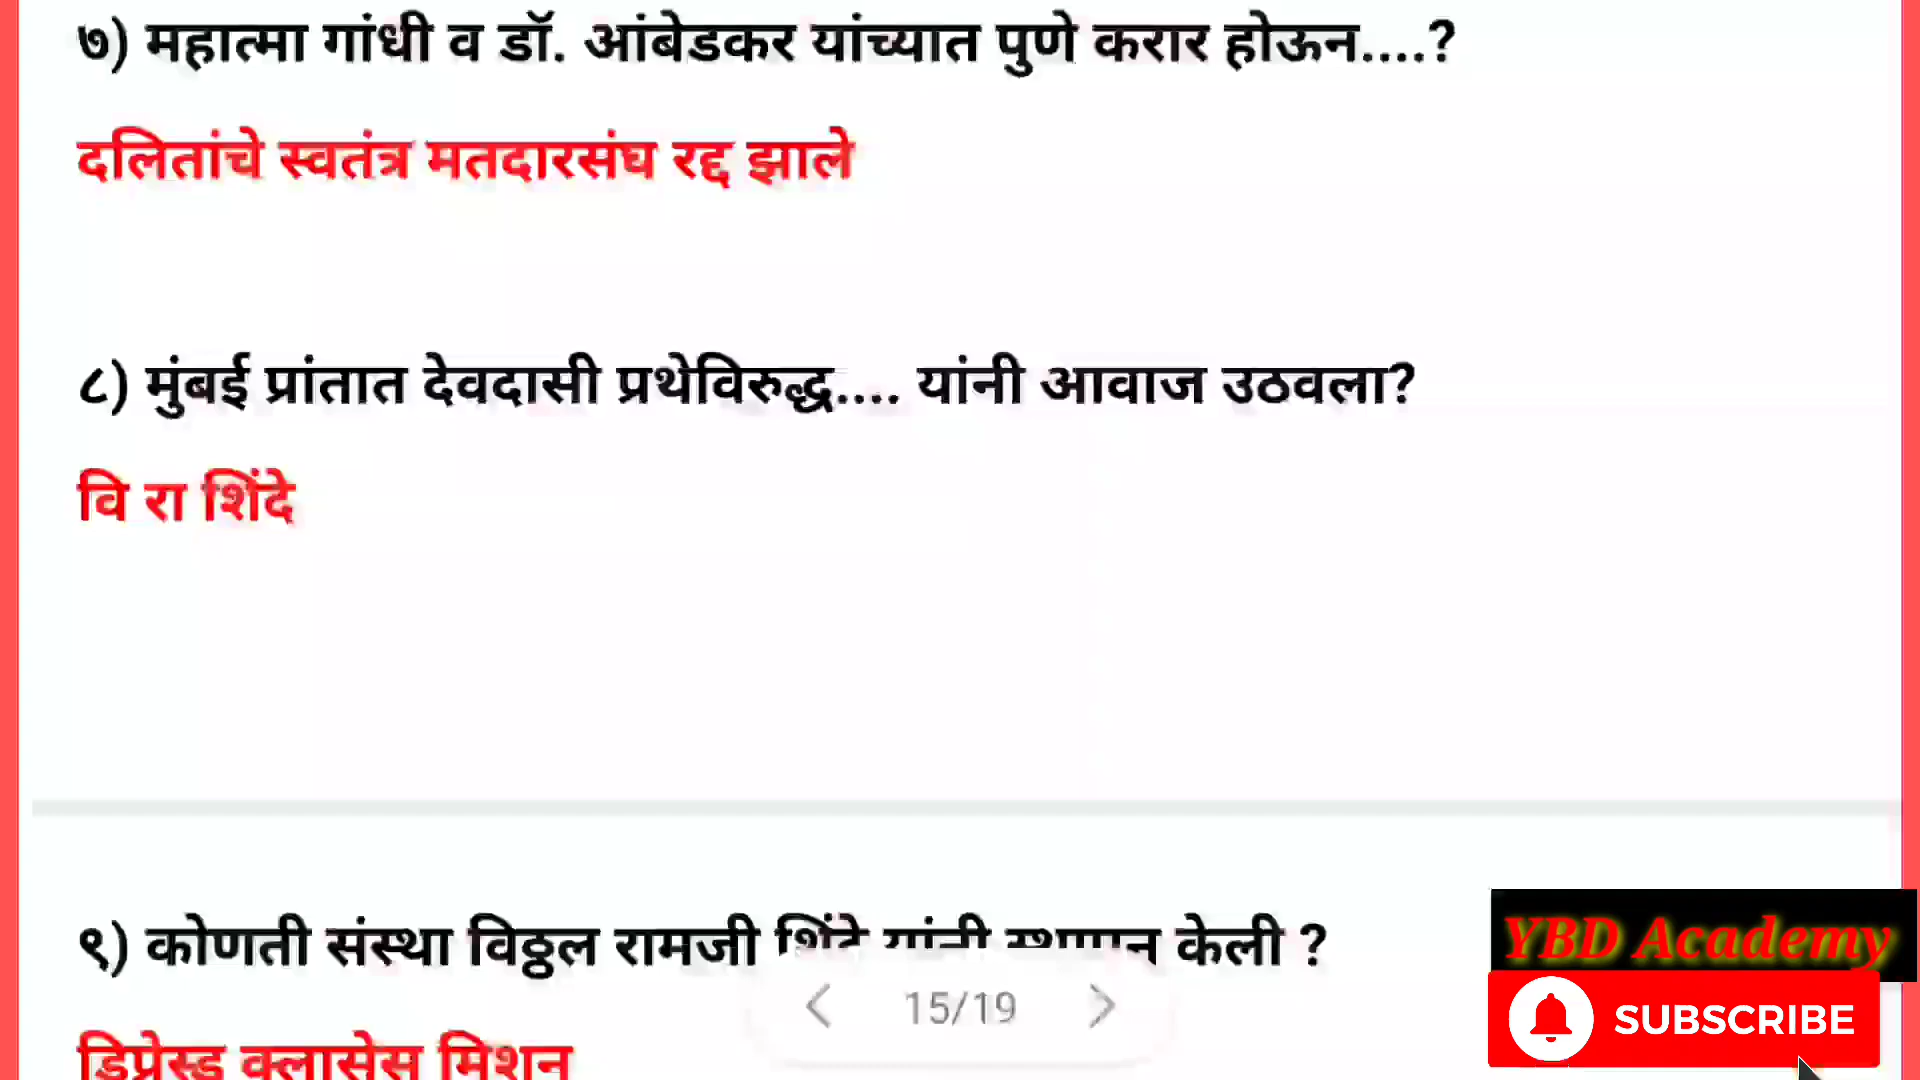 ७) महात्मा गांधी व डॉ. आंबेडकर यांच्यात पुणे करार होऊन....?
दलितांचे स्वतंत्र मतदारसंघ रद्द झाले
८) मुंबई प्रांतात देवदासी प्रथेविरुद्ध.... यांनी आवाज उठवला?
वि रा शिंदे
९) कोणती संस्था विठ्ठल रामजी शिंदे यांनी स्थापन केली ?
डिप्रेस्ड क्लासेस मिशन
15/19
YBD Academy
SUBSCRIBE